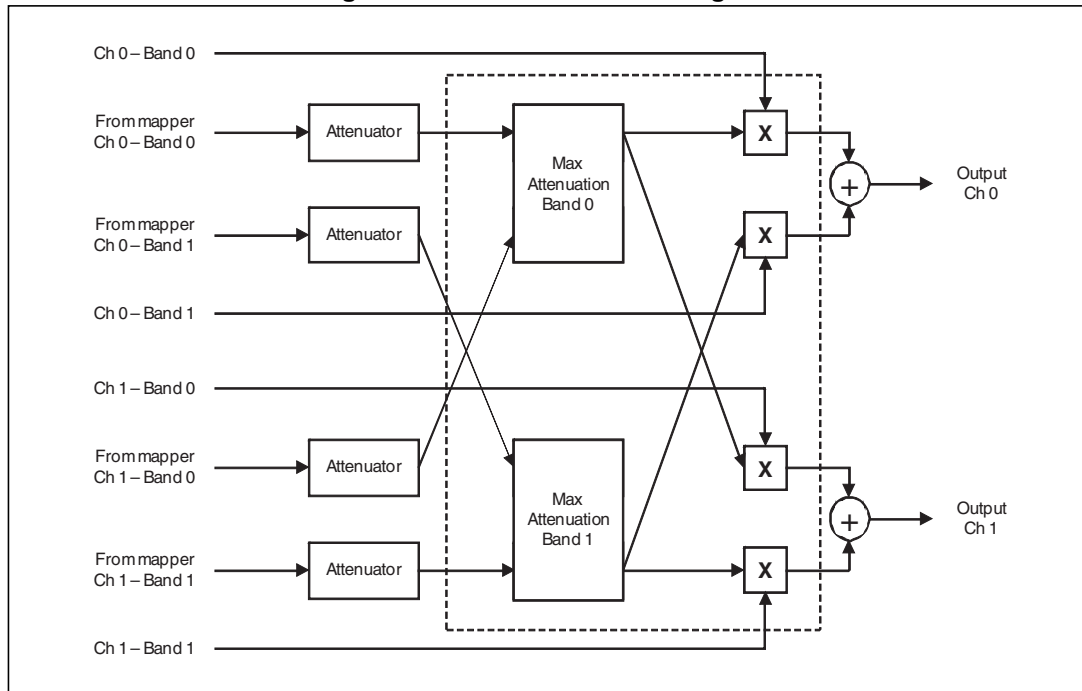 Ch 0 – Band 0
From mapper
Ch 0 – Band 0
Attenuator
Max
Attenuation
Band 0
X
+
Output
Ch 0
From mapper
Ch 0 – Band 1
Attenuator
X
Ch 0 – Band 1
Ch 1 – Band 0
From mapper
Ch 1 – Band 0
Attenuator
Max
Attenuation
Band 1
X
+
Output
Ch 1
From mapper
Ch 1 – Band 1
Attenuator
X
Ch 1 – Band 1